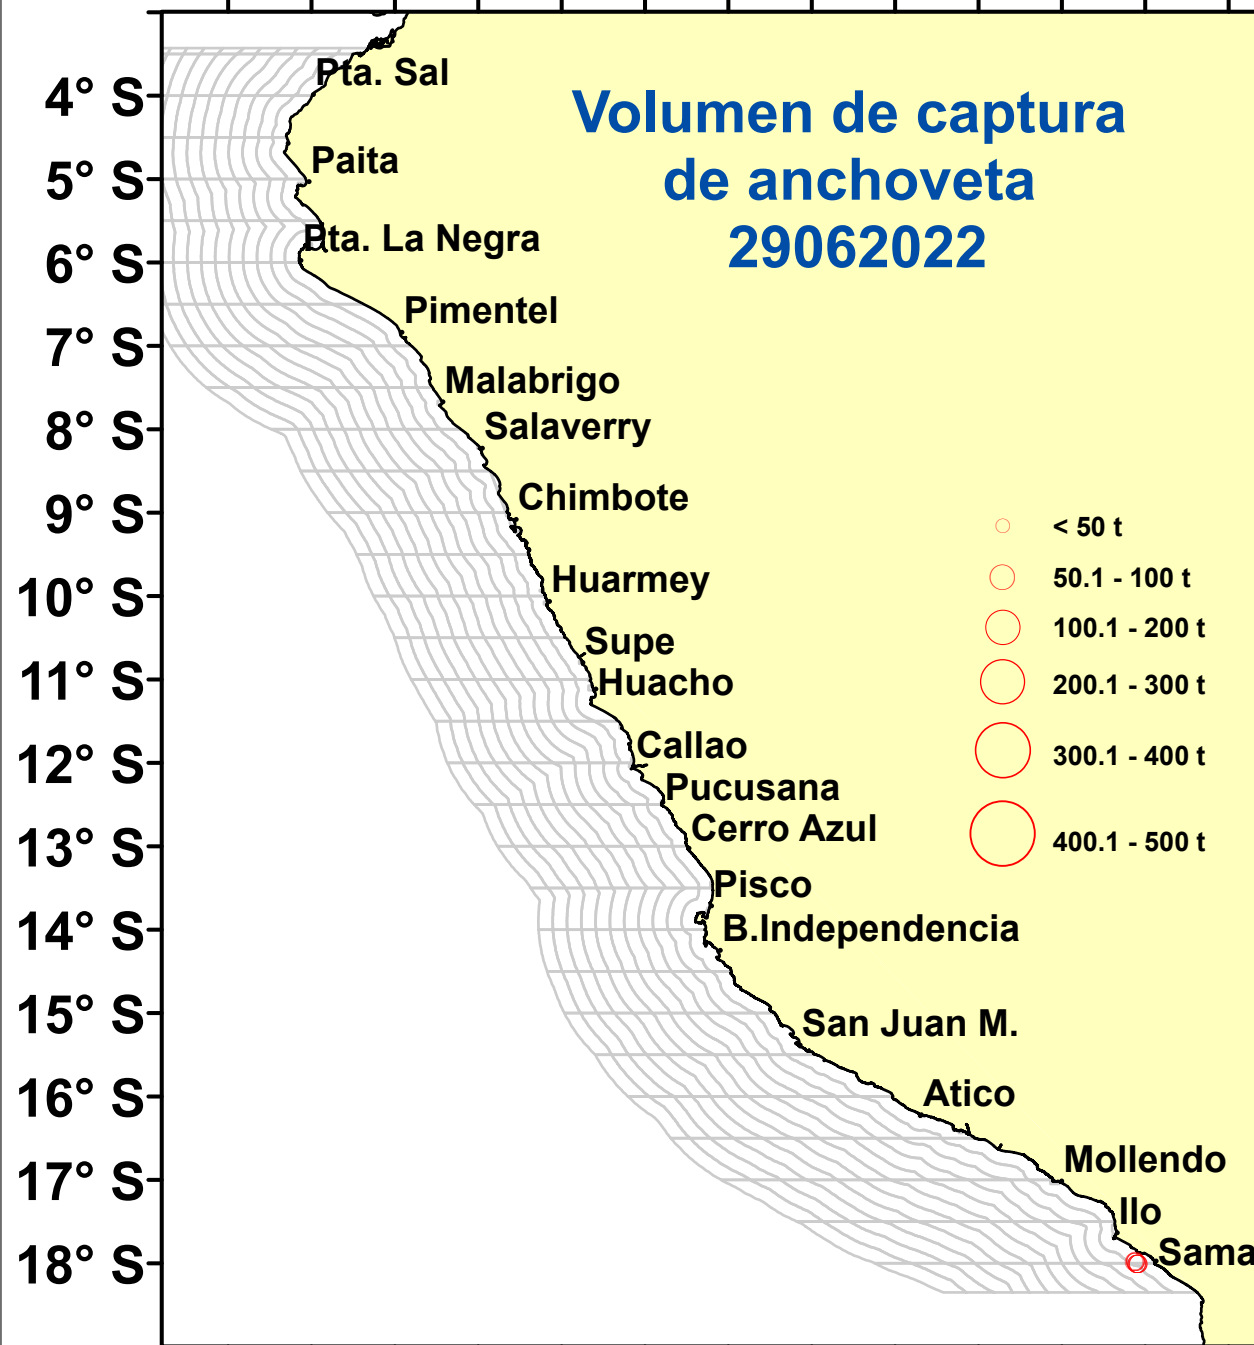 Volumen de captura
de anchoveta
29062022
4° S
5° S
6° S
7° S
8° S
9° S
10° S
11° S
12° S
13° S
14° S
15° S
16° S
17° S
18° S
Pta. Sal
Paita
Pta. La Negra
Pimentel
Malabrigo
Salaverry
Chimbote
Huarmey
Supe
Huacho
Callao
Pucusana
Cerro Azul
Pisco
B.Independencia
San Juan M.
Atico
Mollendo
Ilo
Sama
< 50 t
50.1 - 100 t
100.1 - 200 t
200.1 - 300 t
300.1 - 400 t
400.1 - 500 t